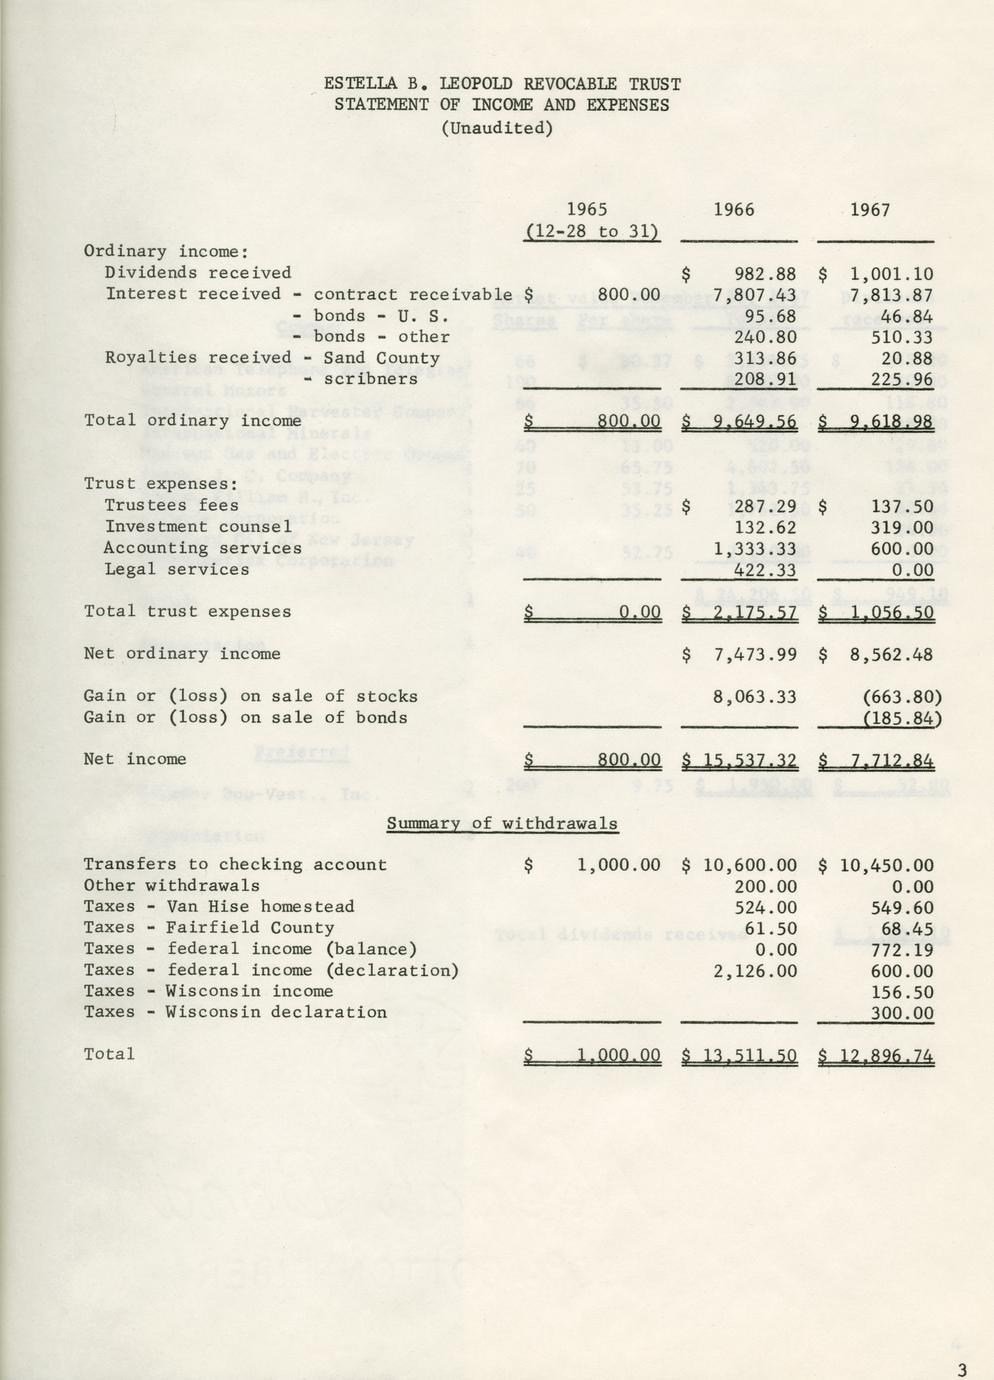 ESTELLA B. LEOPOLD REVOCABLE TRUST
STATEMENT OF INCOME AND EXPENSES
(Unaudited)
1965 1966 1967
(12-28 to 31)
Ordinary income:
Dividends received $ 982.88 $ 1,001.10
Interest received - contract receivable $ 800.00 7,807.43 7,813.87
- bonds - U. S. 95.68 46.84
- bonds - other 240.80 510.33
Royalties received - Sand County 313.86 20.88
- scribners 208.91 225.96
Total ordinary income $ 800.00 $ 9,649.56 $ 9,618.98
Trust expenses:
Trustees fees $ 287.29 $ 137.50
Investment counsel 132.62 319.00
Accounting services 1,333.33 600.00
Legal services 422.33 0.00
Total trust expenses $ 0.00 $ 2,175.57 $ 1,056.50
Net ordinary income $ 7,473.99 $ 8,562.48
Gain or (loss) on sale of stocks 8,063.33 (663.80)
Gain or (loss) on sale of bonds (185.84)
Net income $ 800.00 $ 15,537.32 $ 7,712.84
Summary of withdrawals
Transfers to checking account $ 1,000.00 $ 10,600.00 $ 10,450.00
Other withdrawals 200.00 0.00
Taxes - Van Hise homestead 524.00 549.60
Taxes - Fairfield County 61.50 68.45
Taxes - federal income (balance) 0.00 772.19
Taxes - federal income (declaration) 2,126.00 600.00
Taxes - Wisconsin income 156.50
Taxes - Wisconsin declaration 300.00
Total $ 1,000.00 $ 13,511.50 $ 12,896.74
3